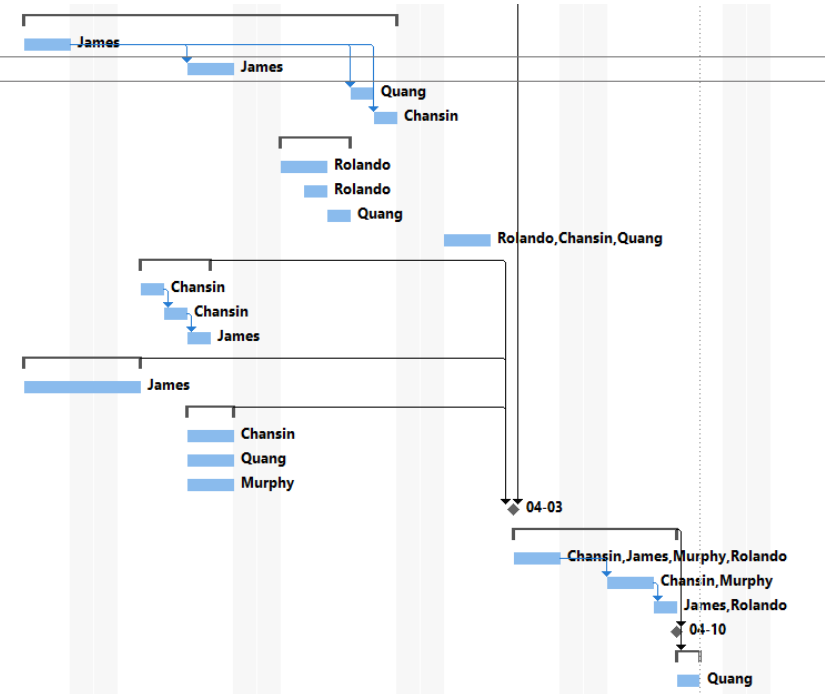 James
James
Quang
Chansin
Rolando
Rolando
Quang
Rolando,Chansin,Quang
Chansin
Chansin
James
James
Chansin
Quang
Murphy
04-03
Chansin,James,Murphy,Rolando
Chansin,Murphy
James,Rolando
04-10
Quang